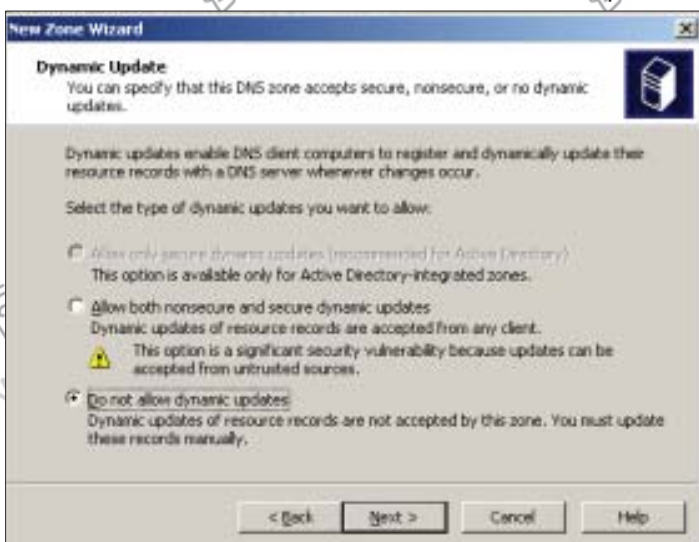 New Zone Wizard
Dynamic Update
You can specify that this DNS zone accepts secure, nonsecure, or no dynamic
updates.
Dynamic updates enable DNS client computers to register and dynamically update their
resource records with a DNS server whenever changes occur.
Select the type of dynamic updates you want to allow:
Allow only secure dynamic updates (recommended for Active Directory)
This option is available only for Active Directory-integrated zones.
Allow both nonsecure and secure dynamic updates
Dynamic updates of resource records are accepted from any client.
This option is a significant security vulnerability because updates can be
accepted from untrusted sources.
Do not allow dynamic updates
Dynamic updates of resource records are not accepted by this zone. You must update
these records manually.
< Back
Next >
Cancel
Help